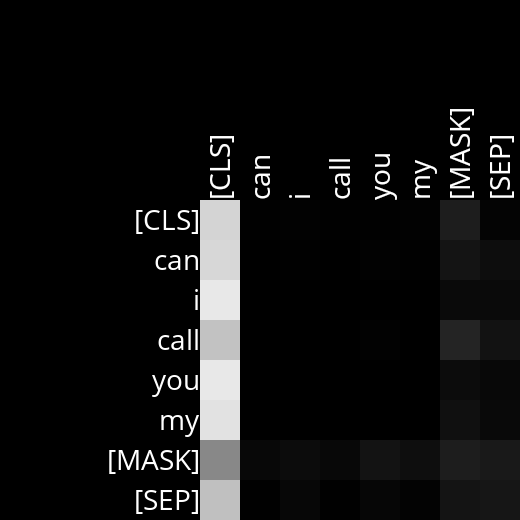 [CLS] can i call you my [MASK] [SEP]
[CLS]
can
i
call
you
my
[MASK]
[SEP]